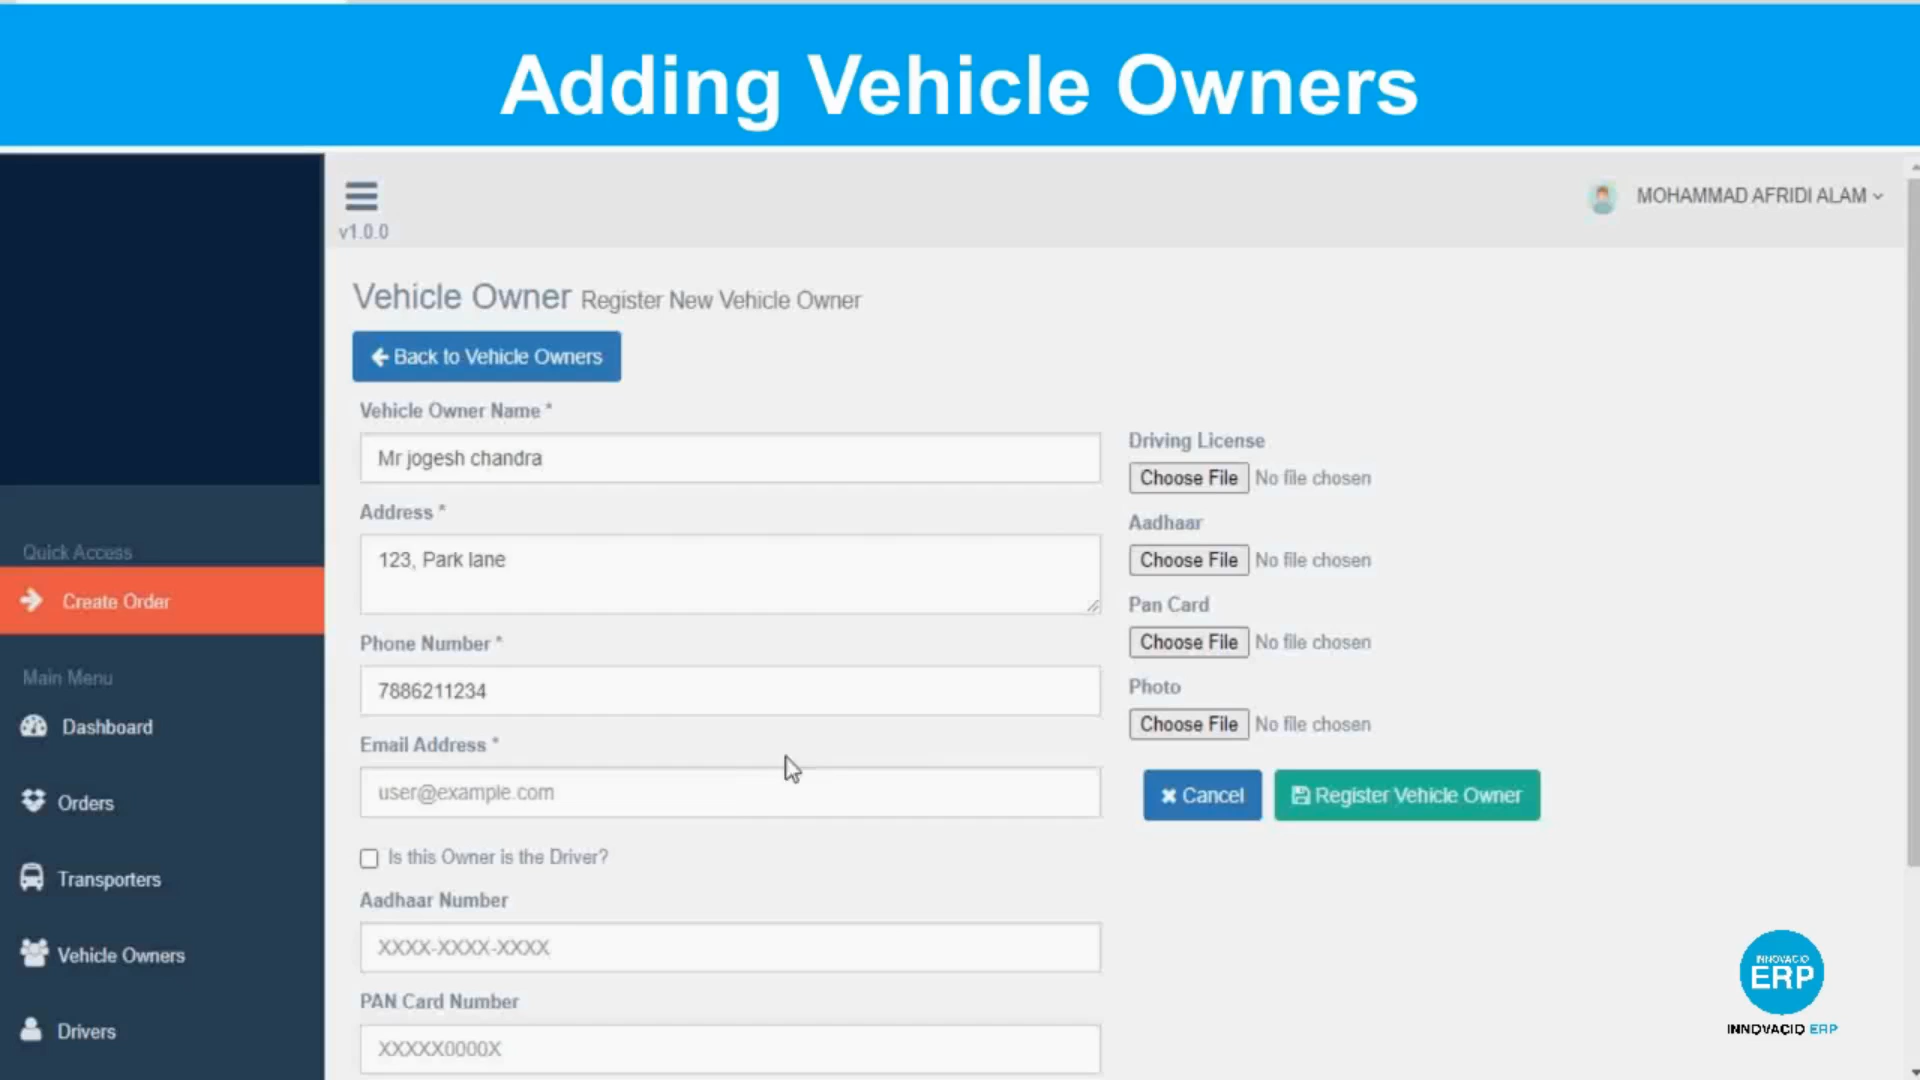 Adding Vehicle Owners
v1.0.0
MOHAMMAD AFRIDI ALAM
Vehicle Owner Register New Vehicle Owner
Back to Vehicle Owners
Vehicle Owner Name *
Mr jogesh chandra
Address *
123, Park lane
Phone Number *
7886211234
Email Address *
user@example.com
Is this Owner is the Driver?
Aadhaar Number
XXXX-XXXX-XXXX
PAN Card Number
XXXXX0000X
Driving License
Choose File No file chosen
Aadhaar
Choose File No file chosen
Pan Card
Choose File No file chosen
Photo
Choose File No file chosen
Cancel
Register Vehicle Owner
Quick Access
Create Order
Main Menu
Dashboard
Orders
Transporters
Vehicle Owners
Drivers
INNOVACIO
ERP
INNOVACIO ERP